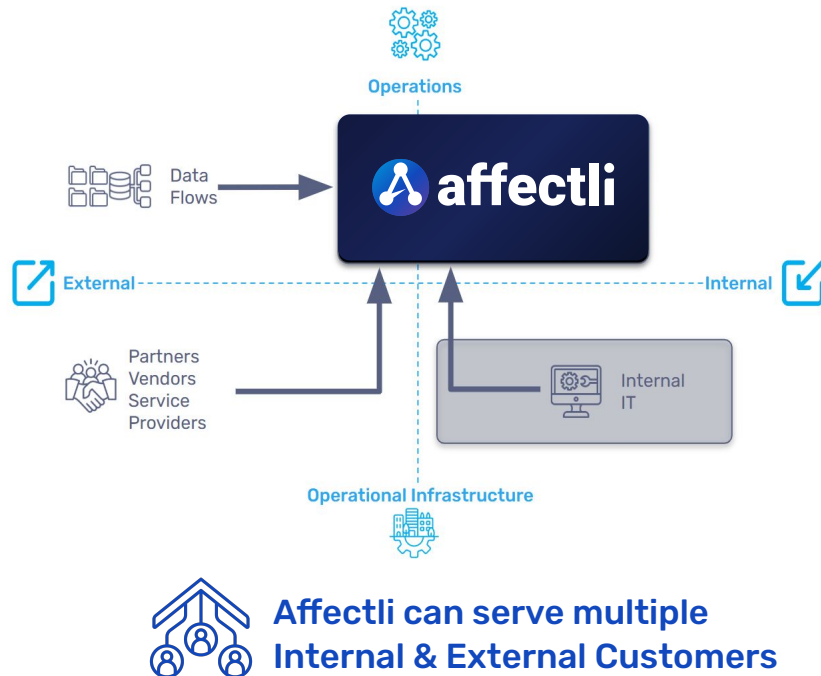 Operations
Data
Flows
affectli
External
Internal
Partners
Vendors
Service
Providers
Internal
IT
Operational Infrastructure
Affectli can serve multiple
Internal & External Customers